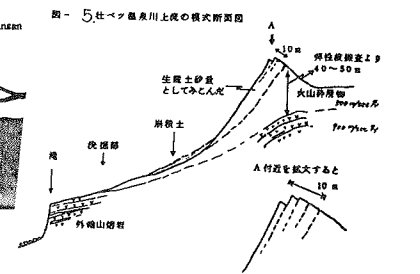 図－ 5.壮ベツ温泉川上流の模式断面図
A
10m
弾性波探査より
40～50m
生産土砂量
としてみこんだ
火山砕屑物
崩積土
洗掘部
滝
外輪山熔岩
A付近を拡大すると
10m